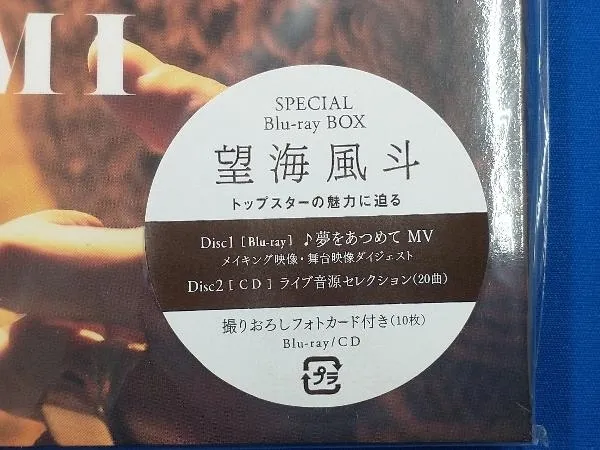 MI
SPECIAL
Blu-ray BOX
望海風斗
トップスターの魅力に迫る
Disc1 [Blu-ray] ♪夢をあつめて MV
メイキング映像・舞台映像ダイジェスト
Disc2 [CD] ライブ音源セレクション(20曲)
撮りおろしフォトカード付き(10枚)
Blu-ray/CD
プラ